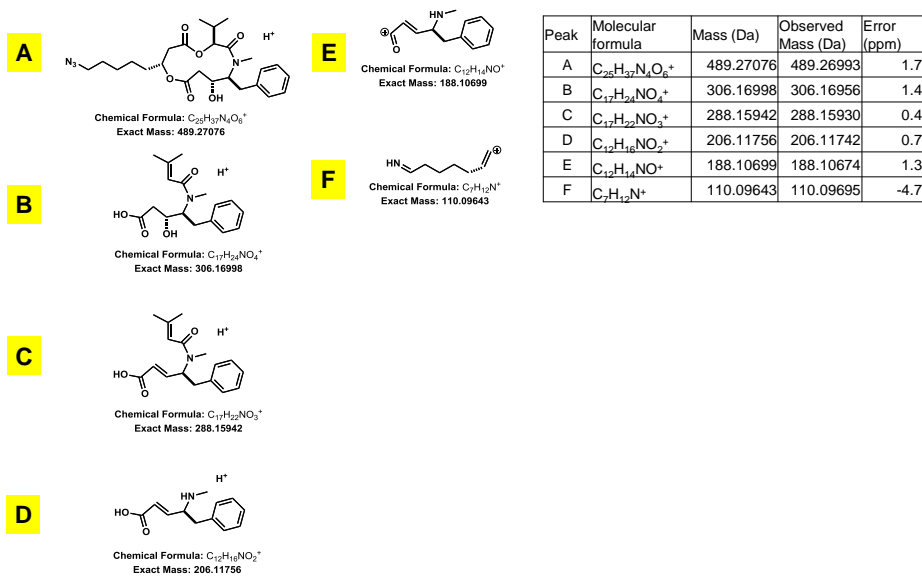 A
O
O
O
O
N
N₃
O
O
OH
H⁺
Chemical Formula: C₂₅H₃₇N₄O₆⁺
Exact Mass: 489.27076
B
O
H⁺
HO
N
O
OH
Chemical Formula: C₁₇H₂₄NO₄⁺
Exact Mass: 306.16998
C
O
H⁺
N
HO
O
Chemical Formula: C₁₇H₂₂NO₃⁺
Exact Mass: 288.15942
D
H⁺
HN
HO
O
Chemical Formula: C₁₂H₁₆NO₂⁺
Exact Mass: 206.11756
E
HN
⊕
O
Chemical Formula: C₁₂H₁₄NO⁺
Exact Mass: 188.10699
F
HN
⊕
Chemical Formula: C₇H₁₂N⁺
Exact Mass: 110.09643
Peak Molecular formula Mass (Da) Observed Mass (Da) Error (ppm)
A C₂₅H₃₇N₄O₆⁺ 489.27076 489.26993 1.7
B C₁₇H₂₄NO₄⁺ 306.16998 306.16956 1.4
C C₁₇H₂₂NO₃⁺ 288.15942 288.15930 0.4
D C₁₂H₁₆NO₂⁺ 206.11756 206.11742 0.7
E C₁₂H₁₄NO⁺ 188.10699 188.10674 1.3
F C₇H₁₂N⁺ 110.09643 110.09695 -4.7